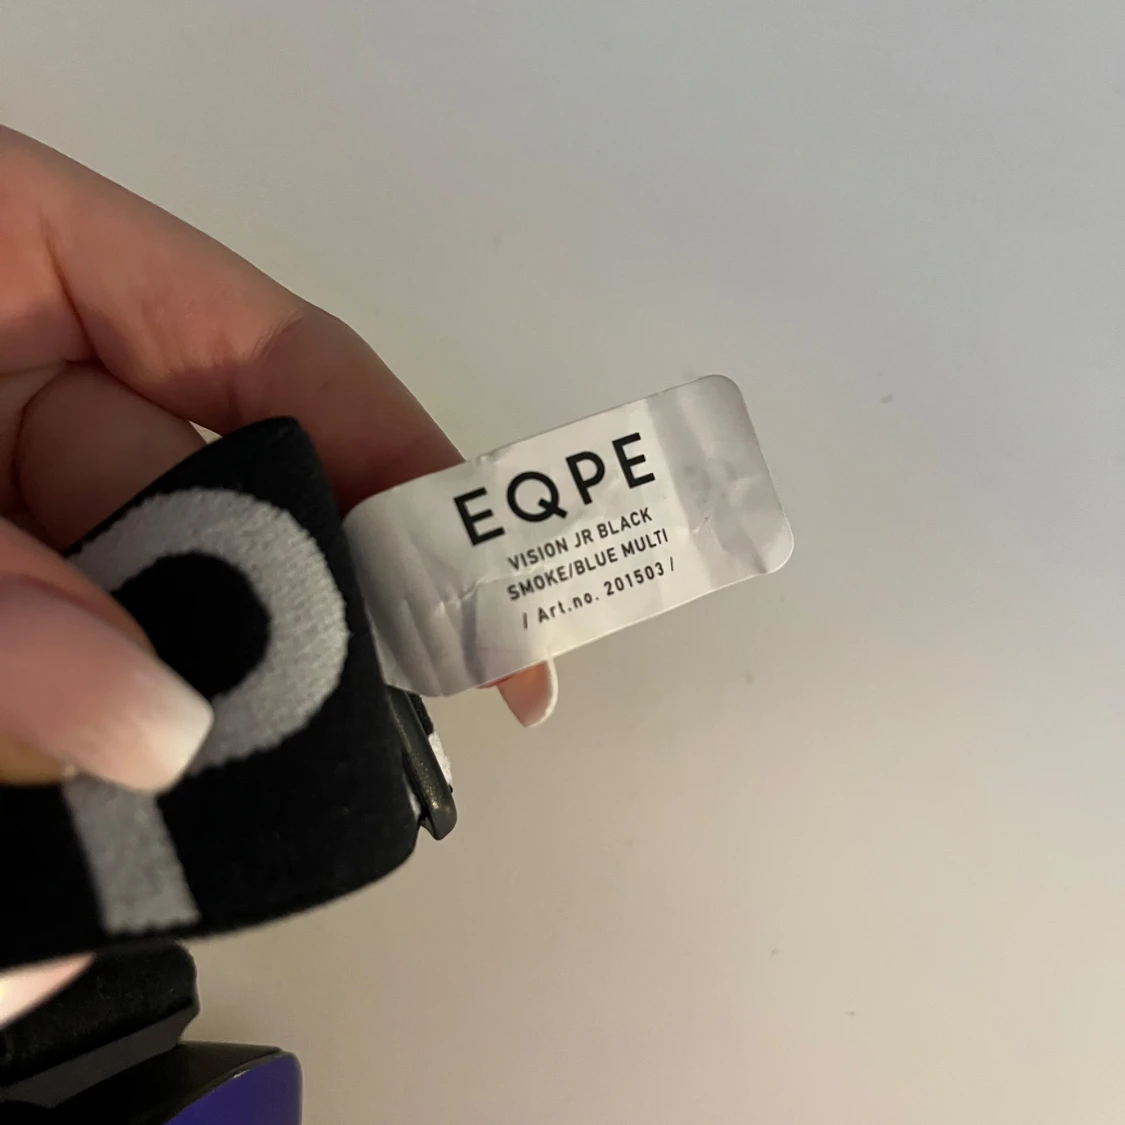 EQPE
VISION JR BLACK
SMOKE/BLUE MULTI
/ Art.no. 201503 /